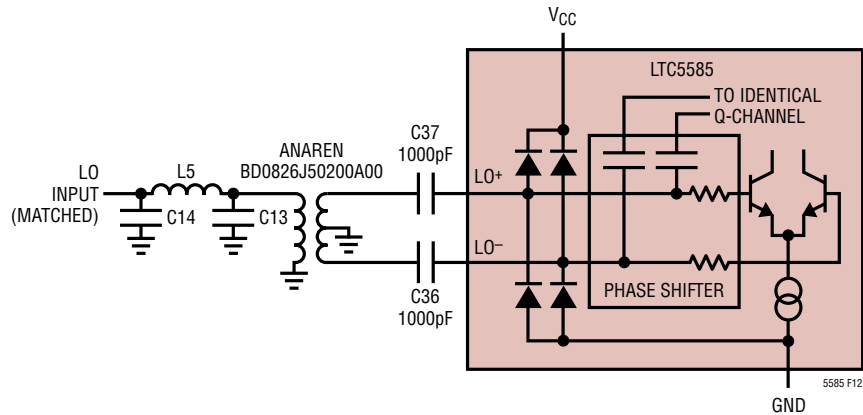 VCC
LTC5585
TO IDENTICAL
Q-CHANNEL
C37
1000pF
ANAREN
BD0826J50200A00
LO
INPUT
(MATCHED)
L5
C14
C13
LO+
LO–
C36
1000pF
PHASE SHIFTER
5585 F12
GND